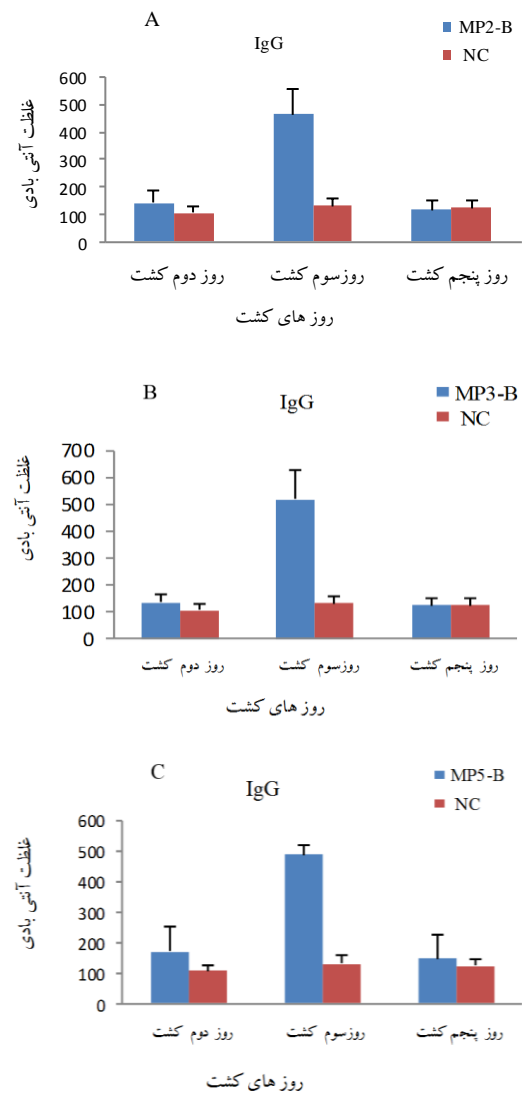 A
IgG
MP2-B
NC
600
500
400
300
200
100
0
غلظت آنتی بادی
روز دوم کشت
روزسوم کشت
روز پنجم کشت
روز های کشت
B
IgG
MP3-B
NC
700
600
500
400
300
200
100
0
غلظت آنتی بادی
روز دوم کشت
روزسوم کشت
روز پنجم کشت
روز های کشت
C
IgG
MP5-B
NC
600
500
400
300
200
100
0
غلظت آنتی بادی
روز دوم کشت
روزسوم کشت
روز پنجم کشت
روز های کشت